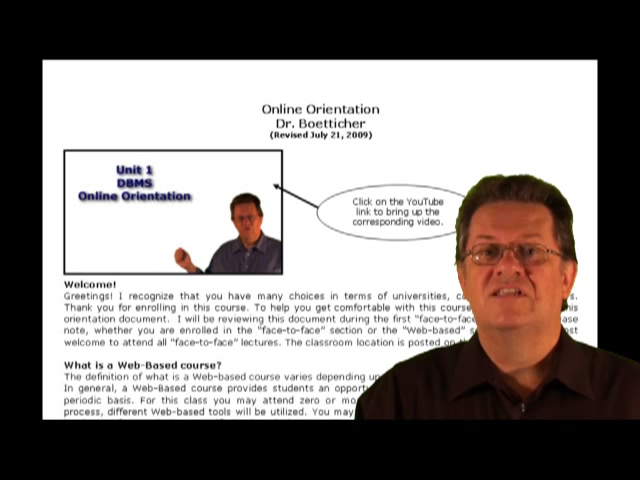 Online Orientation
Dr. Boetticher
(Revised July 21, 2009)
Unit 1
DBMS
Online Orientation
Click on the YouTube
link to bring up the
corresponding video.
Welcome!
Greetings! I recognize that you have many choices in terms of universities,
Thank you for enrolling in this course. To help you get comfortable with this course this
orientation document. I will be reviewing this document during the first "face-to-face
note, whether you are enrolled in the "face-to-face" section or the "Web-based"
welcome to attend all "face-to-face" lectures. The classroom location is posted on
What is a Web-Based course?
The definition of what is a Web-based course varies depending
In general, a Web-Based course provides students an
periodic basis. For this class you may attend zero or
process, different Web-based tools will be utilized. You may